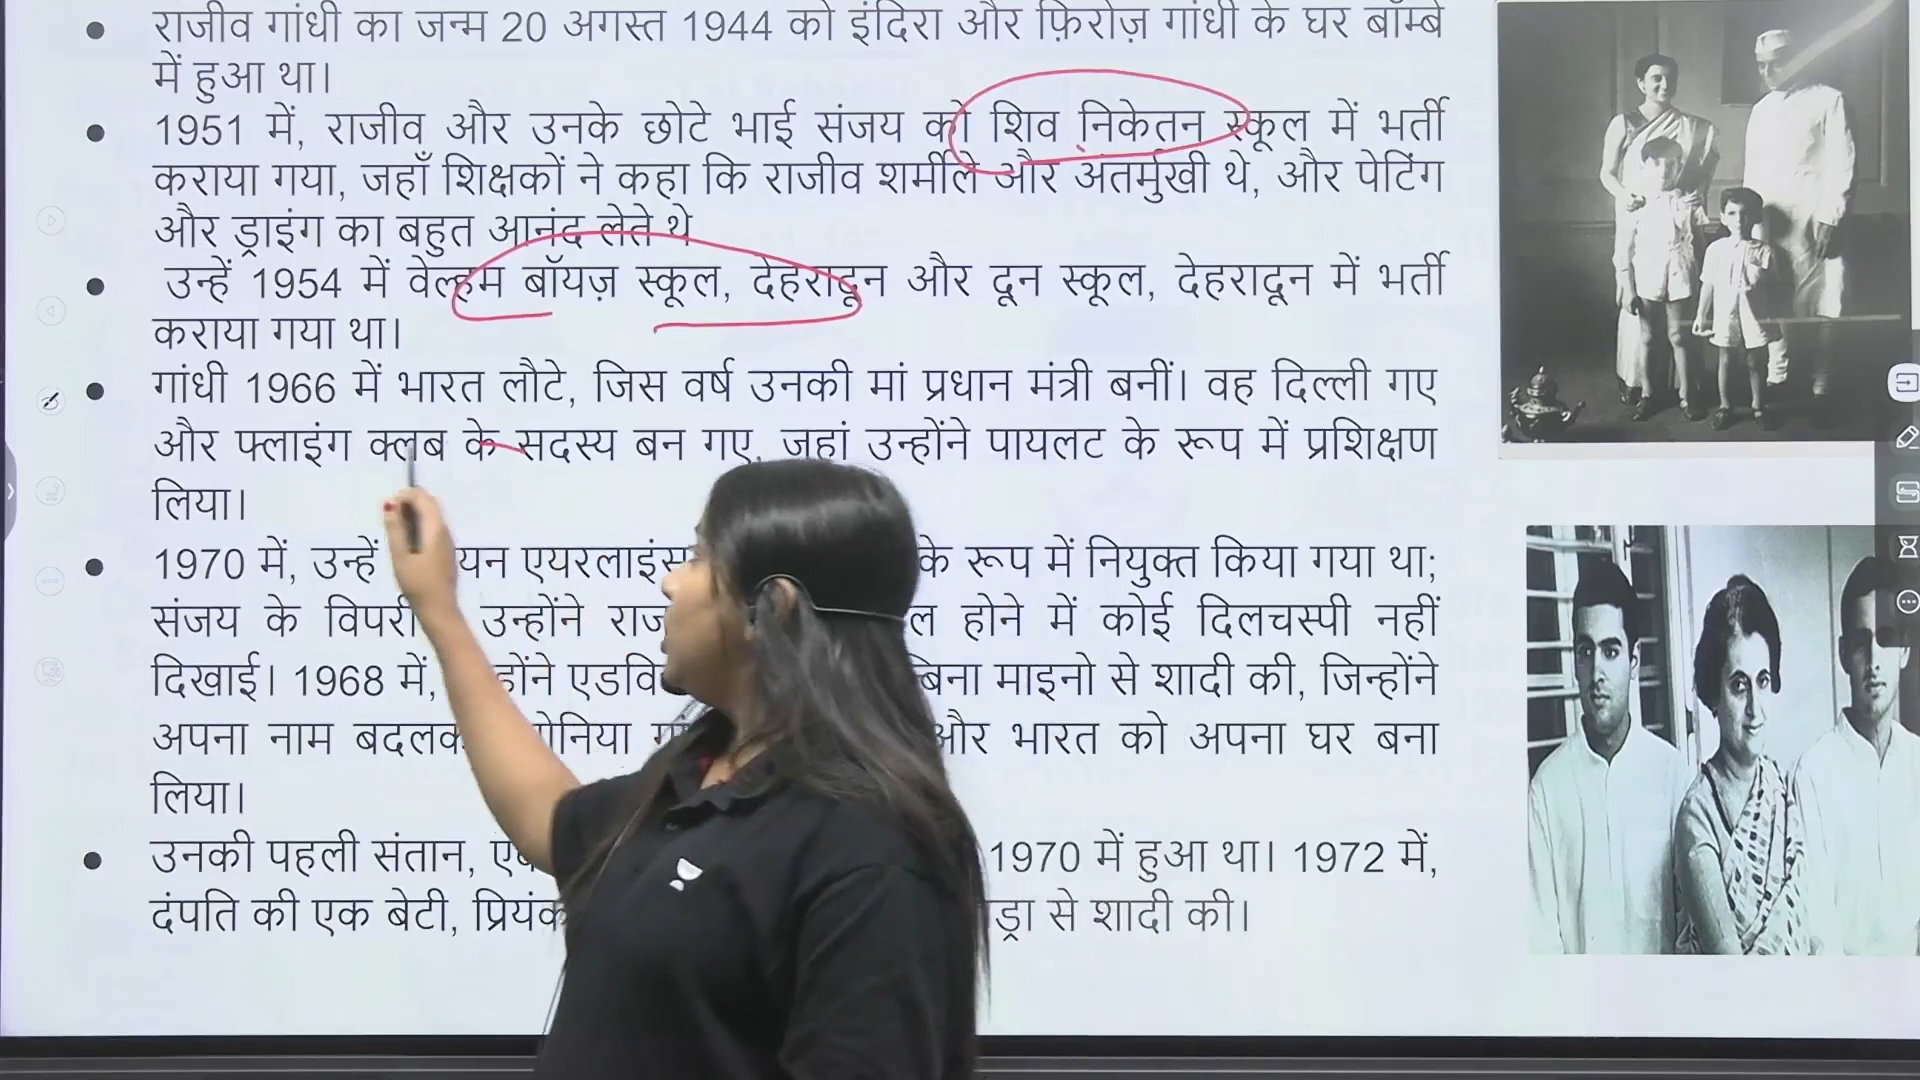 राजीव गांधी का जन्म 20 अगस्त 1944 को इंदिरा और फ़िरोज़ गांधी के घर बॉम्बे
में हुआ था।
1951 में, राजीव और उनके छोटे भाई संजय को शिव निकेतन स्कूल में भर्ती
कराया गया, जहाँ शिक्षकों ने कहा कि राजीव शर्मीले और अंतर्मुखी थे, और पेटिंग
और ड्राइंग का बहुत आनंद लेते थे
उन्हें 1954 में वेल्हम बॉयज़ स्कूल, देहरादून और दून स्कूल, देहरादून में भर्ती
कराया गया था।
गांधी 1966 में भारत लौटे, जिस वर्ष उनकी मां प्रधान मंत्री बनीं। वह दिल्ली गए
और फ्लाइंग क्लब के सदस्य बन गए, जहां उन्होंने पायलट के रूप में प्रशिक्षण
लिया।
1970 में, उन्हें यन एयरलाइंस के रूप में नियुक्त किया गया था;
संजय के उन्होंने होने में कोई दिलचस्पी नहीं
दिखाई। 1968 में, माइनो से शादी की, जिन्होंने
अपना नाम और भारत को अपना घर बना
लिया।
उनकी पहली संतान, 1970 में हुआ था। 1972 में,
दंपति की एक बेटी, से शादी की।